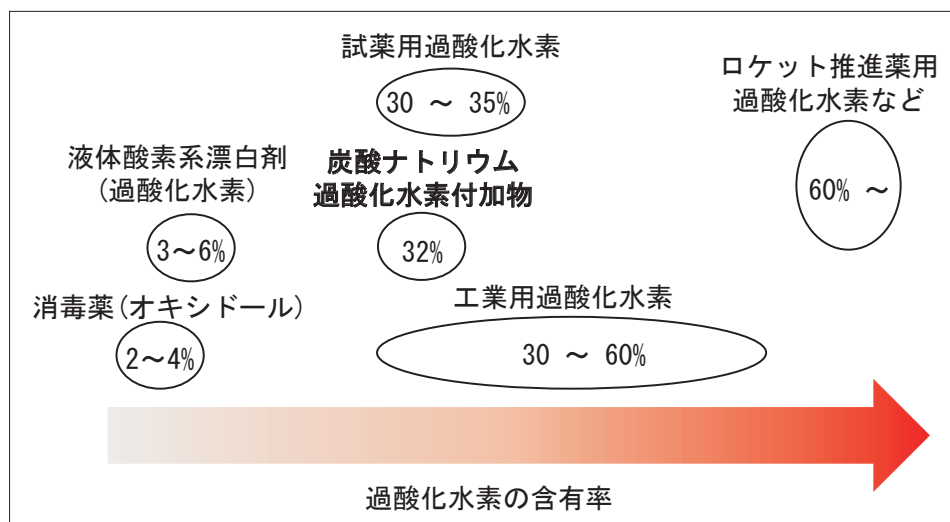 試薬用過酸化水素
30 ～ 35%
ロケット推進薬用
過酸化水素など
60% ～
液体酸素系漂白剤
(過酸化水素)
3～6%
炭酸ナトリウム
過酸化水素付加物
32%
消毒薬(オキシドール)
2～4%
工業用過酸化水素
30 ～ 60%
過酸化水素の含有率